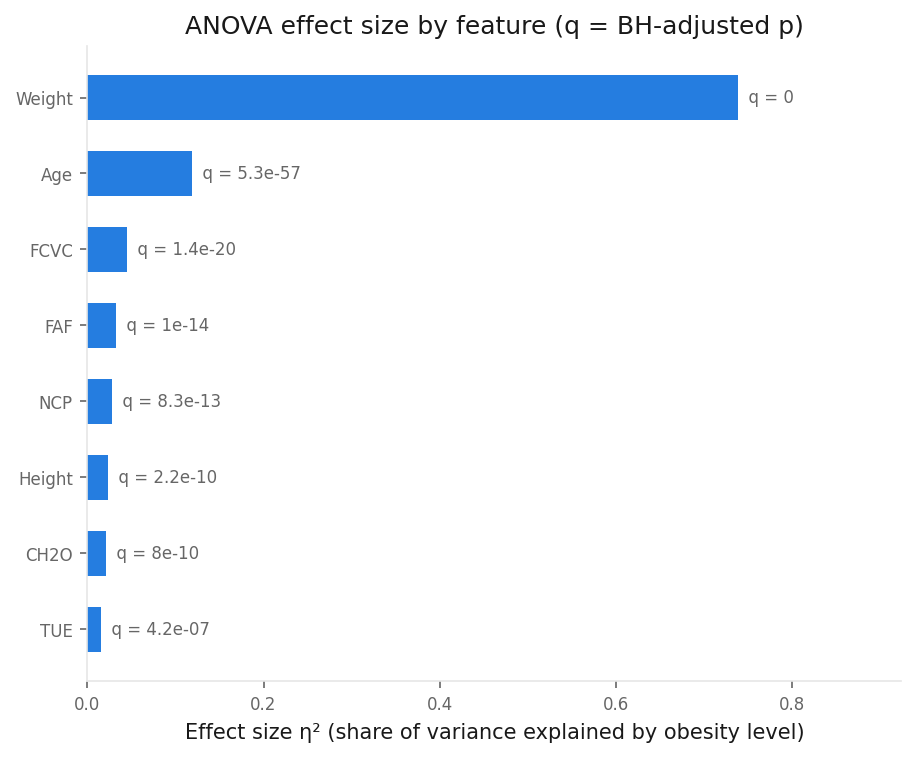 ANOVA effect size by feature (q = BH-adjusted p)
Weight q = 0
Age q = 5.3e-57
FCVC q = 1.4e-20
FAF q = 1e-14
NCP q = 8.3e-13
Height q = 2.2e-10
CH2O q = 8e-10
TUE q = 4.2e-07
0.0 0.2 0.4 0.6 0.8
Effect size η² (share of variance explained by obesity level)